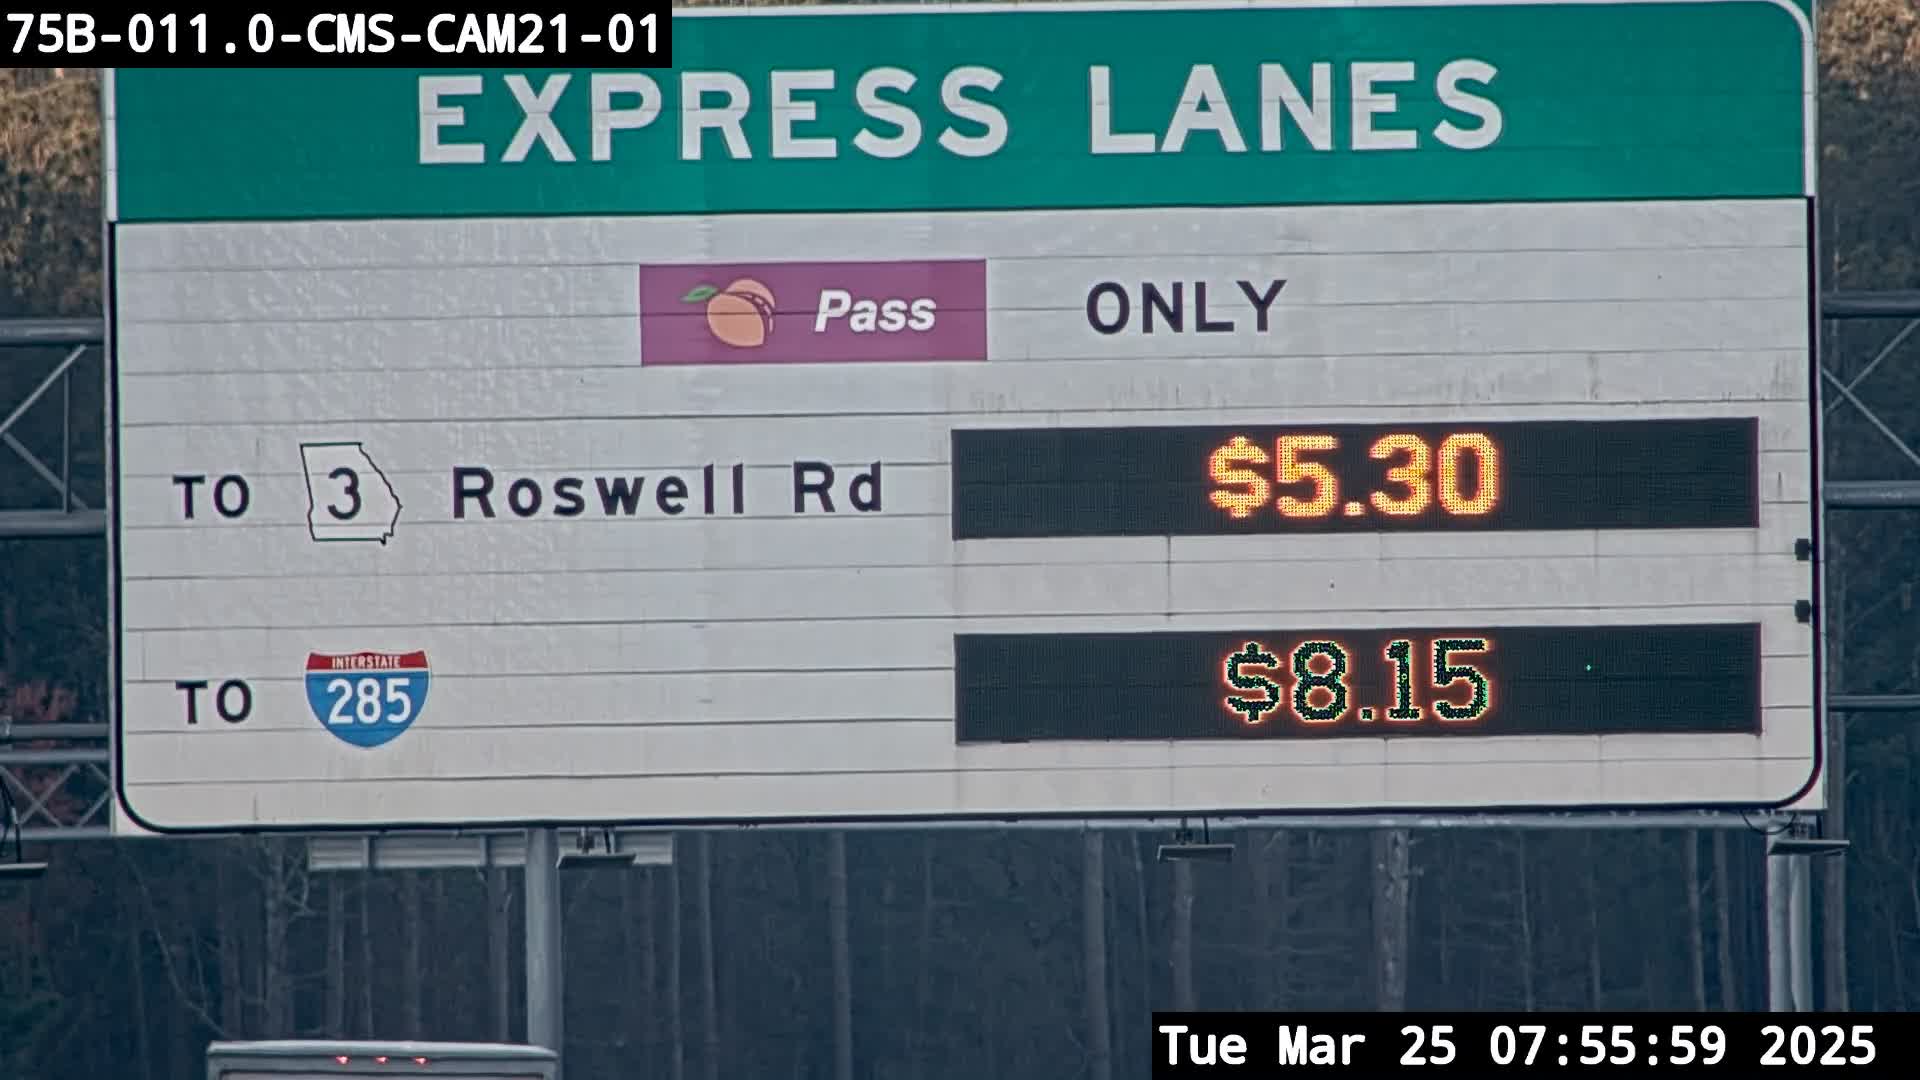 75B-011.0-CMS-CAM21-01
EXPRESS LANES
Pass ONLY
TO 3 Roswell Rd $5.30
TO INTERSTATE 285 $8.15
Tue Mar 25 07:55:59 2025